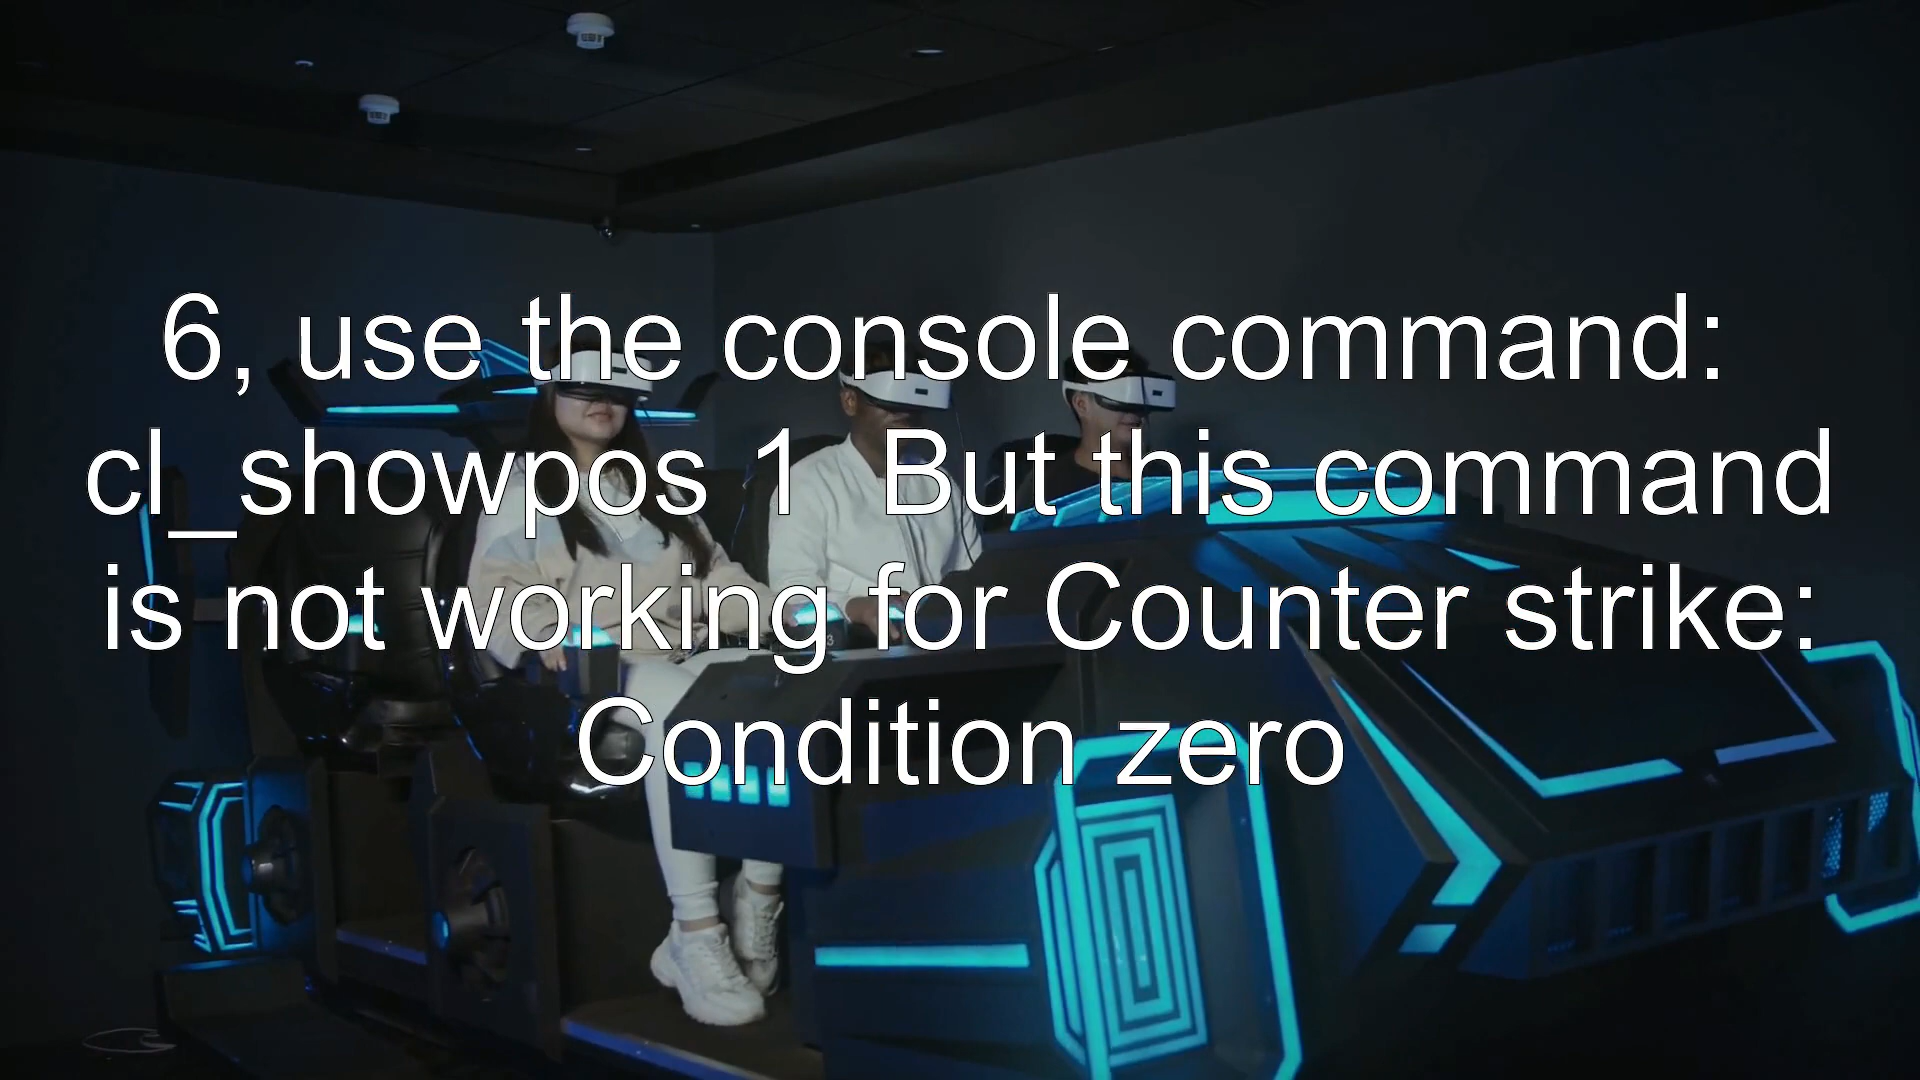 6, use the console command:
cl_showpos 1  But this command
is not working for Counter strike:
Condition zero